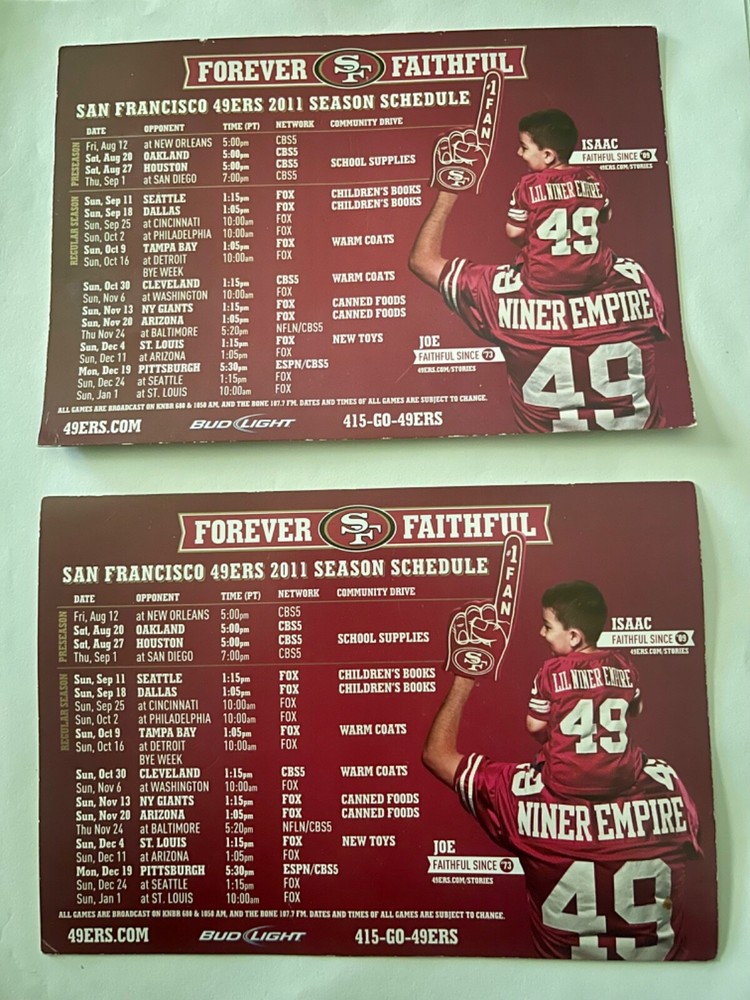 FOREVER SF FAITHFUL
SAN FRANCISCO 49ERS 2011 SEASON SCHEDULE
#1 FAN
SF
DATE OPPONENT TIME (PT) NETWORK COMMUNITY DRIVE
PRESEASON
Fri, Aug 12 at NEW ORLEANS 5:00pm CBS5
Sat, Aug 20 OAKLAND 5:00pm CBS5
Sat, Aug 27 HOUSTON 5:00pm CBS5 SCHOOL SUPPLIES
Thu, Sep 1 at SAN DIEGO 7:00pm CBS5
REGULAR SEASON
Sun, Sep 11 SEATTLE 1:15pm FOX CHILDREN'S BOOKS
Sun, Sep 18 DALLAS 1:05pm FOX CHILDREN'S BOOKS
Sun, Sep 25 at CINCINNATI 10:00am FOX
Sun, Oct 2 at PHILADELPHIA 10:00am FOX
Sun, Oct 9 TAMPA BAY 1:05pm FOX WARM COATS
Sun, Oct 16 at DETROIT 10:00am FOX
BYE WEEK
Sun, Oct 30 CLEVELAND 1:15pm CBS5 WARM COATS
Sun, Nov 6 at WASHINGTON 10:00am FOX
Sun, Nov 13 NY GIANTS 1:15pm FOX CANNED FOODS
Sun, Nov 20 ARIZONA 1:05pm FOX CANNED FOODS
Thu Nov 24 at BALTIMORE 5:20pm NFLN/CBS5
Sun, Dec 4 ST. LOUIS 1:15pm FOX NEW TOYS
Sun, Dec 11 at ARIZONA 1:05pm FOX
Mon, Dec 19 PITTSBURGH 5:30pm ESPN/CBS5
Sun, Dec 24 at SEATTLE 1:15pm FOX
Sun, Jan 1 at ST. LOUIS 10:00am FOX
ISAAC
FAITHFUL SINCE '09
49ERS.COM/STORIES
LIL NINER EMPIRE
49
NINER EMPIRE
49
JOE
FAITHFUL SINCE '73
49ERS.COM/STORIES
ALL GAMES ARE BROADCAST ON KNBR 680 & 1050 AM, AND THE BONE 107.7 FM. DATES AND TIMES OF ALL GAMES ARE SUBJECT TO CHANGE.
49ERS.COM BUD LIGHT 415-GO-49ERS
FOREVER SF FAITHFUL
SAN FRANCISCO 49ERS 2011 SEASON SCHEDULE
#1 FAN
SF
DATE OPPONENT TIME (PT) NETWORK COMMUNITY DRIVE
PRESEASON
Fri, Aug 12 at NEW ORLEANS 5:00pm CBS5
Sat, Aug 20 OAKLAND 5:00pm CBS5
Sat, Aug 27 HOUSTON 5:00pm CBS5 SCHOOL SUPPLIES
Thu, Sep 1 at SAN DIEGO 7:00pm CBS5
REGULAR SEASON
Sun, Sep 11 SEATTLE 1:15pm FOX CHILDREN'S BOOKS
Sun, Sep 18 DALLAS 1:05pm FOX CHILDREN'S BOOKS
Sun, Sep 25 at CINCINNATI 10:00am FOX
Sun, Oct 2 at PHILADELPHIA 10:00am FOX
Sun, Oct 9 TAMPA BAY 1:05pm FOX WARM COATS
Sun, Oct 16 at DETROIT 10:00am FOX
BYE WEEK
Sun, Oct 30 CLEVELAND 1:15pm CBS5 WARM COATS
Sun, Nov 6 at WASHINGTON 10:00am FOX
Sun, Nov 13 NY GIANTS 1:15pm FOX CANNED FOODS
Sun, Nov 20 ARIZONA 1:05pm FOX CANNED FOODS
Thu Nov 24 at BALTIMORE 5:20pm NFLN/CBS5
Sun, Dec 4 ST. LOUIS 1:15pm FOX NEW TOYS
Sun, Dec 11 at ARIZONA 1:05pm FOX
Mon, Dec 19 PITTSBURGH 5:30pm ESPN/CBS5
Sun, Dec 24 at SEATTLE 1:15pm FOX
Sun, Jan 1 at ST. LOUIS 10:00am FOX
ISAAC
FAITHFUL SINCE '09
49ERS.COM/STORIES
LIL NINER EMPIRE
49
NINER EMPIRE
49
JOE
FAITHFUL SINCE '73
49ERS.COM/STORIES
ALL GAMES ARE BROADCAST ON KNBR 680 & 1050 AM, AND THE BONE 107.7 FM. DATES AND TIMES OF ALL GAMES ARE SUBJECT TO CHANGE.
49ERS.COM BUD LIGHT 415-GO-49ERS